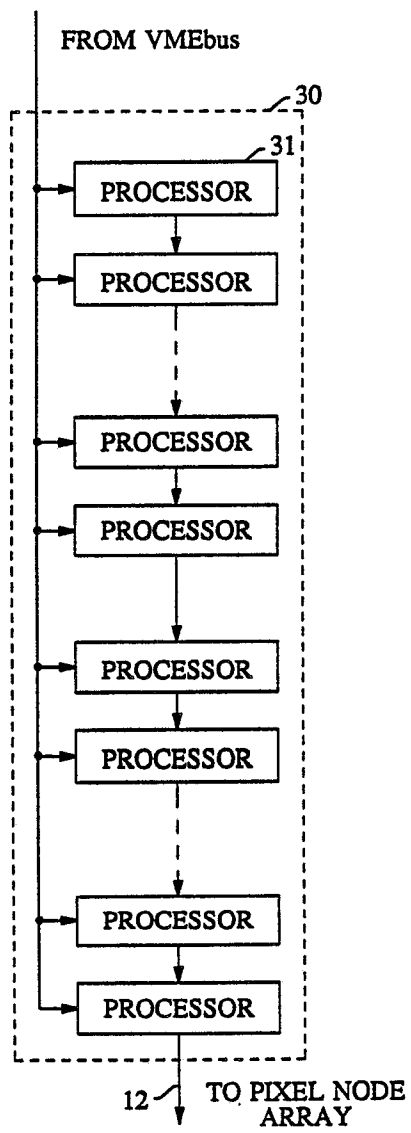 FROM VMEbus
30
31
PROCESSOR
PROCESSOR
PROCESSOR
PROCESSOR
PROCESSOR
PROCESSOR
PROCESSOR
PROCESSOR
12
TO PIXEL NODE
ARRAY